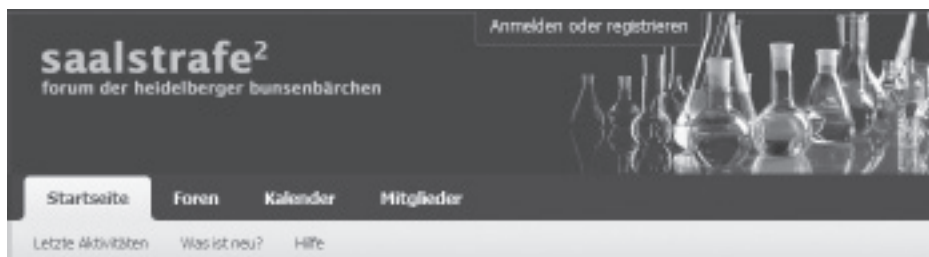 Anmelden oder registrieren
saalstrafe²
forum der heidelberger bunsenbärchen
Startseite Foren Kalender Mitglieder
Letzte Aktivitäten Was ist neu? Hilfe